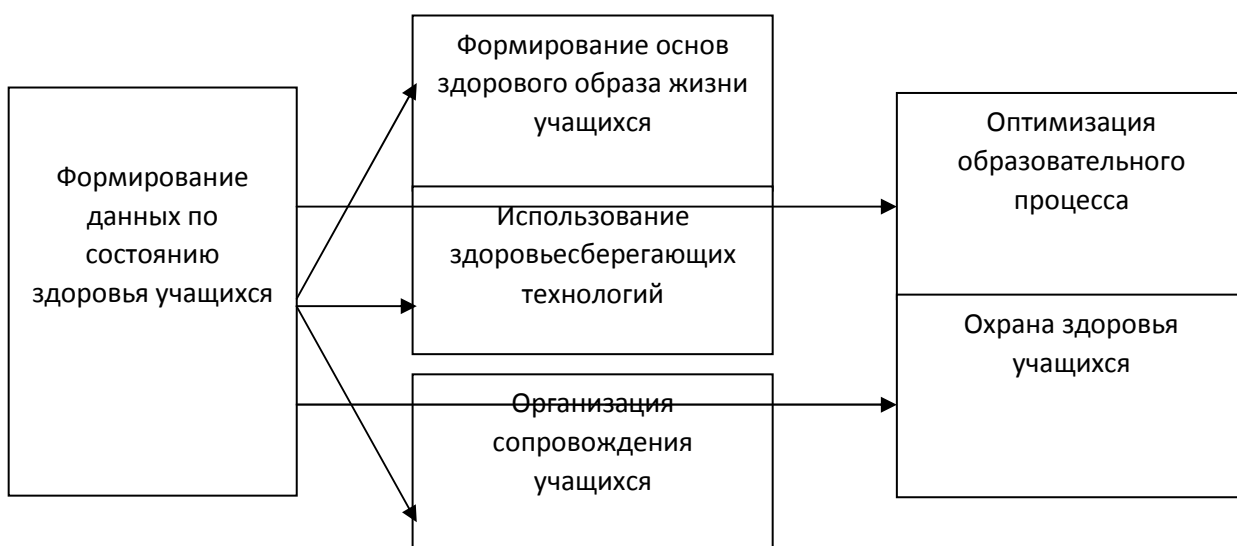 Формирование
данных по
состоянию
здоровья учащихся
Формирование основ
здорового образа жизни
учащихся
Использование
здоровьесберегающих
технологий
Организация
сопровождения
учащихся
Оптимизация
образовательного
процесса
Охрана здоровья
учащихся